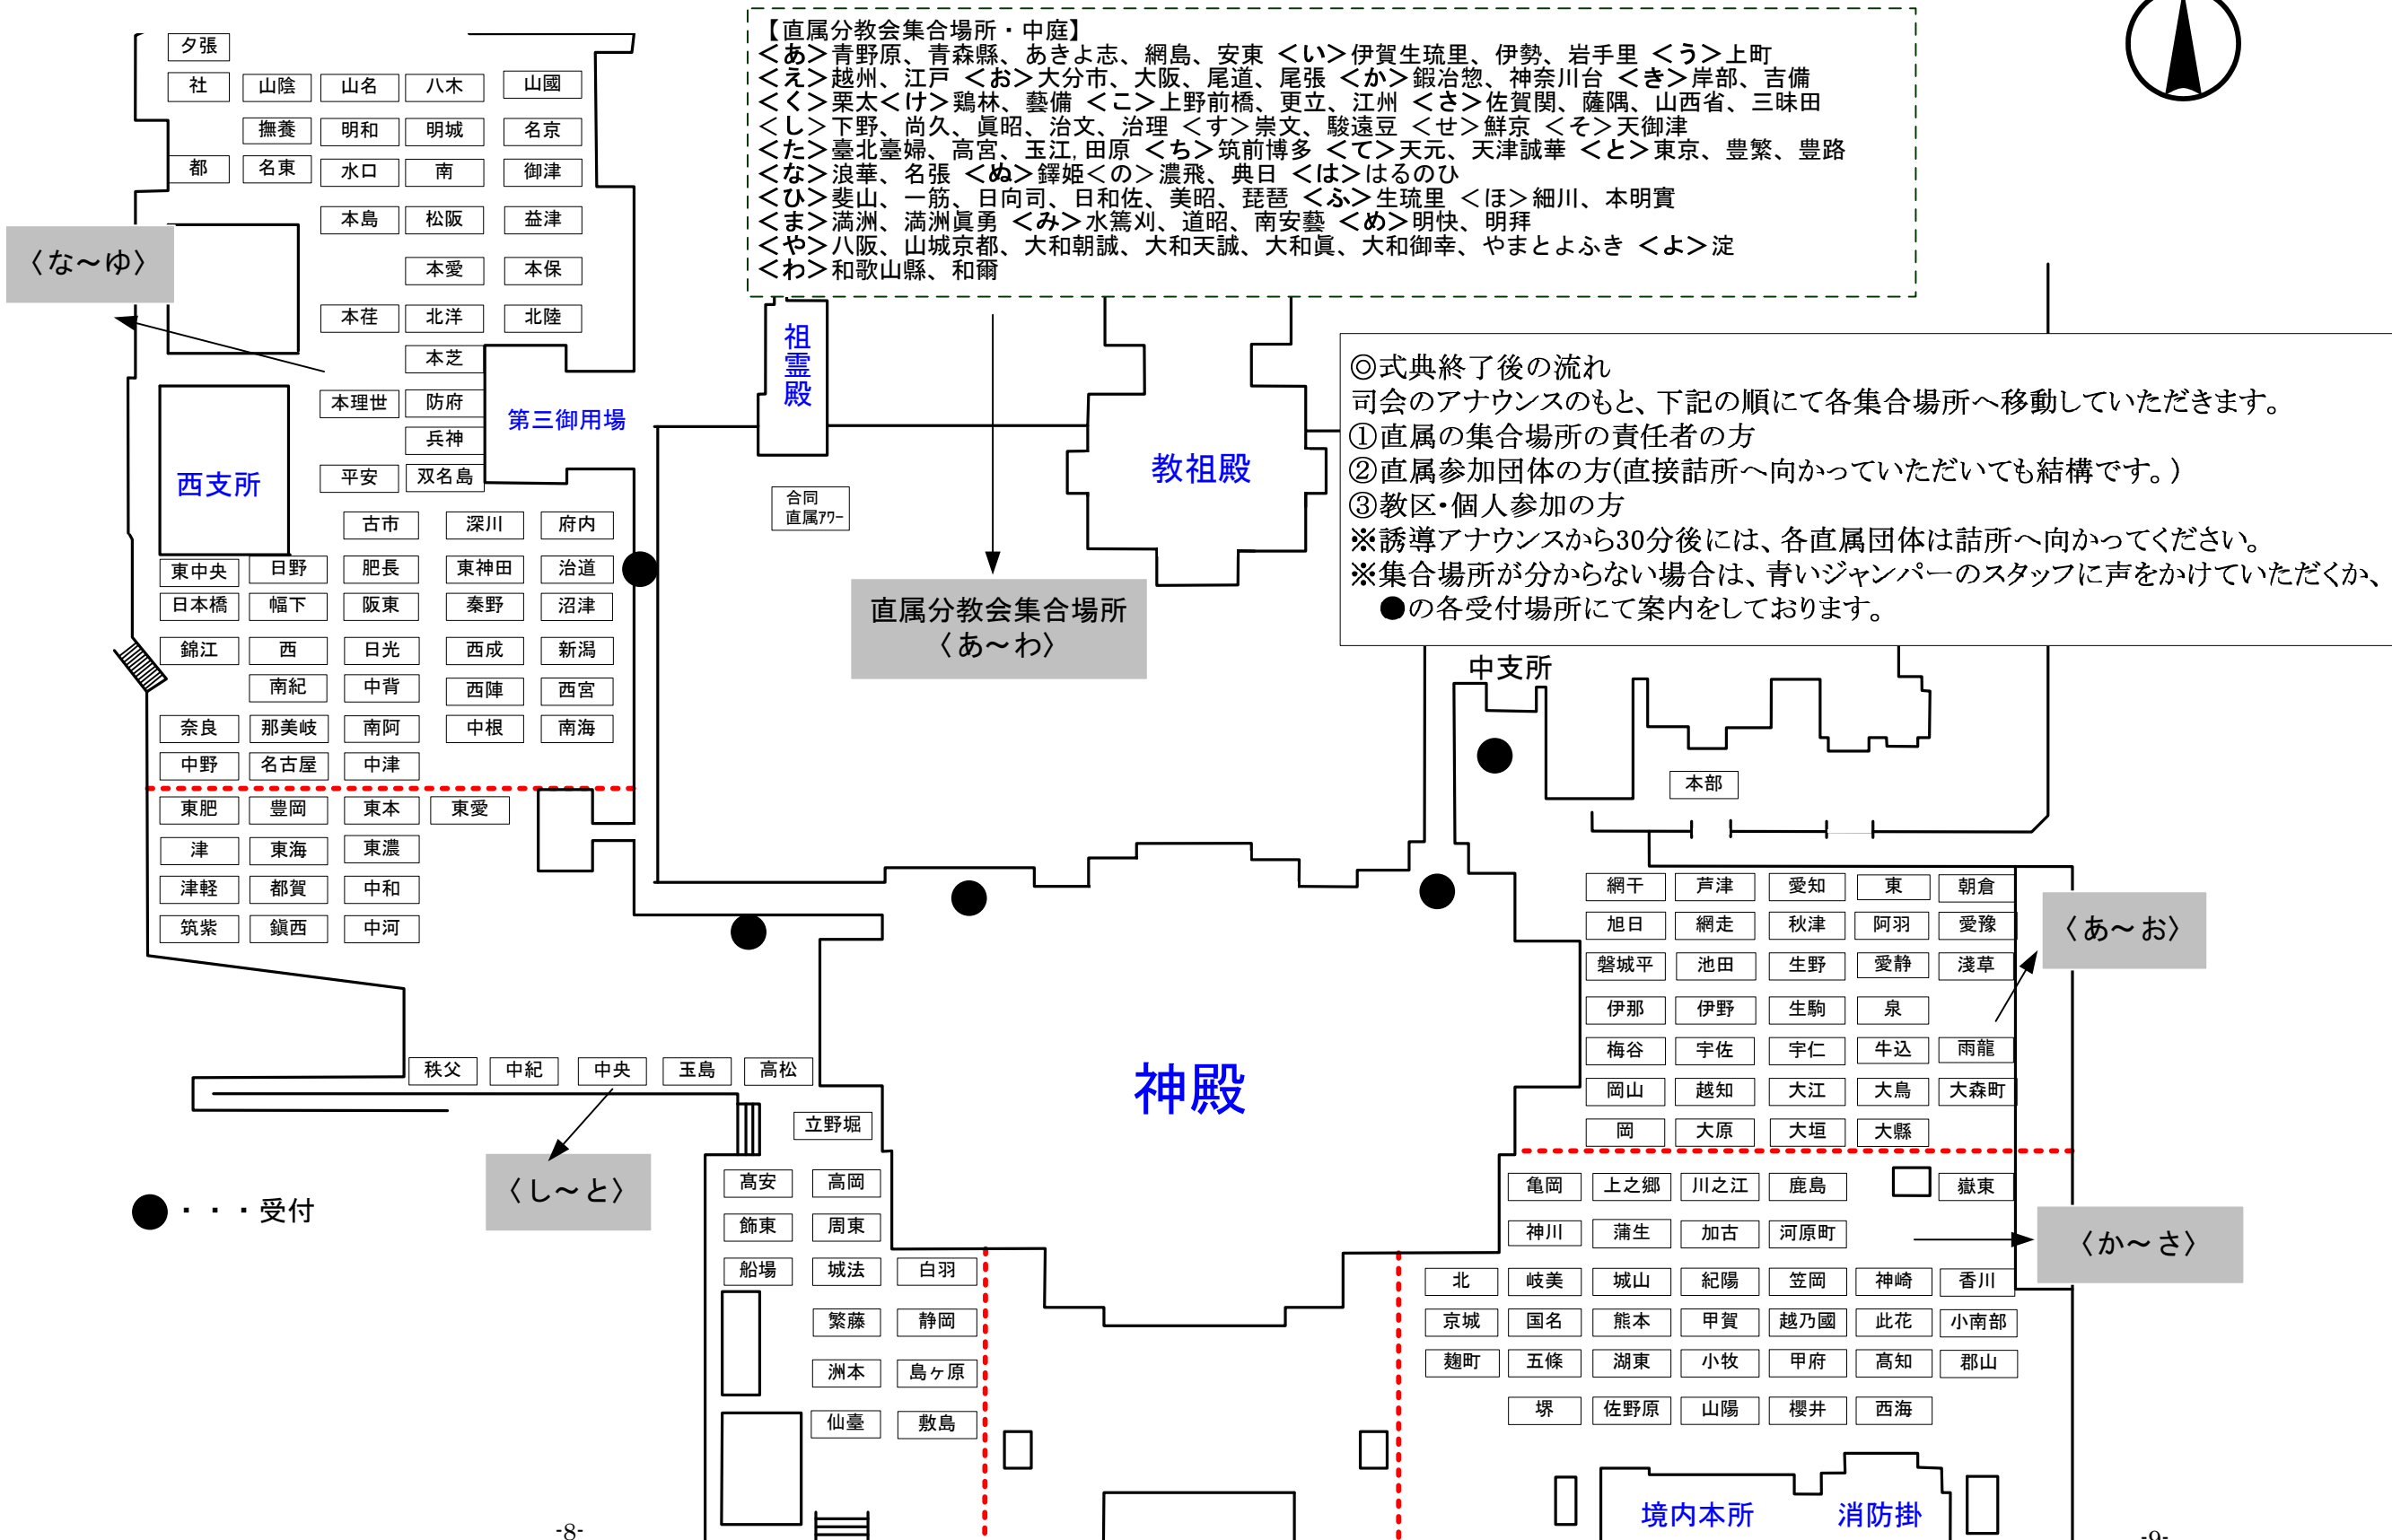 【直属分教会集合場所・中庭】
＜あ＞青野原、青森縣、あきよ志、網島、安東 ＜い＞伊賀生琉里、伊勢、岩手里 ＜う＞上町
＜え＞越州、江戸 ＜お＞大分市、大阪、尾道、尾張 ＜か＞鍜冶惣、神奈川台 ＜き＞岸部、吉備
＜く＞栗太＜け＞鶏林、藝備 ＜こ＞上野前橋、更立、江州 ＜さ＞佐賀関、薩隅、山西省、三昧田
＜し＞下野、尚久、眞昭、治文、治理 ＜す＞崇文、駿遠豆 ＜せ＞鮮京 ＜そ＞天御津
＜た＞臺北臺婦、高宮、玉江,田原 ＜ち＞筑前博多 ＜て＞天元、天津誠華 ＜と＞東京、豊繁、豊路
＜な＞浪華、名張 ＜ぬ＞鐸姫＜の＞濃飛、典日 ＜は＞はるのひ
＜ひ＞斐山、一筋、日向司、日和佐、美昭、琵琶 ＜ふ＞生琉里 ＜ほ＞細川、本明實
＜ま＞満洲、満洲眞勇 ＜み＞水篶刈、道昭、南安藝 ＜め＞明快、明拜
＜や＞八阪、山城京都、大和朝誠、大和天誠、大和眞、大和御幸、やまとよふき ＜よ＞淀
＜わ＞和歌山縣、和爾
夕張
社 山陰 山名 八木 山國
撫養 明和 明城 名京
都 名東 水口 南 御津
本島 松阪 益津
〈な～ゆ〉
本愛 本保
本荏 北洋 北陸
本芝
本理世 防府
兵神
平安 双名島
第三御用場
西支所
古市 深川 府内
東中央 日野 肥長 東神田 治道
日本橋 幅下 阪東 秦野 沼津
錦江 西 日光 西成 新潟
南紀 中背 西陣 西宮
奈良 那美岐 南阿 中根 南海
中野 名古屋 中津
東肥 豊岡 東本 東愛
津 東海 東濃
津軽 都賀 中和
筑紫 鎭西 中河
祖霊殿
教祖殿
合同
直属アワー
直属分教会集合場所
〈あ～わ〉
◎式典終了後の流れ
司会のアナウンスのもと、下記の順にて各集合場所へ移動していただきます。
①直属の集合場所の責任者の方
②直属参加団体の方(直接詰所へ向かっていただいても結構です。)
③教区・個人参加の方
※誘導アナウンスから30分後には、各直属団体は詰所へ向かってください。
※集合場所が分からない場合は、青いジャンパーのスタッフに声をかけていただくか、
●の各受付場所にて案内をしております。
中支所
本部
網干 芦津 愛知 東 朝倉
旭日 網走 秋津 阿羽 愛豫
磐城平 池田 生野 愛静 淺草
伊那 伊野 生駒 泉
梅谷 宇佐 宇仁 牛込 雨龍
岡山 越知 大江 大鳥 大森町
岡 大原 大垣 大縣
〈あ～お〉
神殿
秩父 中紀 中央 玉島 高松
立野堀
〈し～と〉
髙安 高岡
飾東 周東
船場 城法 白羽
繁藤 静岡
洲本 島ヶ原
仙臺 敷島
●・・・受付
亀岡 上之郷 川之江 鹿島 嶽東
神川 蒲生 加古 河原町
〈か～さ〉
北 岐美 城山 紀陽 笠岡 神崎 香川
京城 国名 熊本 甲賀 越乃國 此花 小南部
麹町 五條 湖東 小牧 甲府 高知 郡山
堺 佐野原 山陽 櫻井 西海
境内本所 消防掛
-8-
-9-